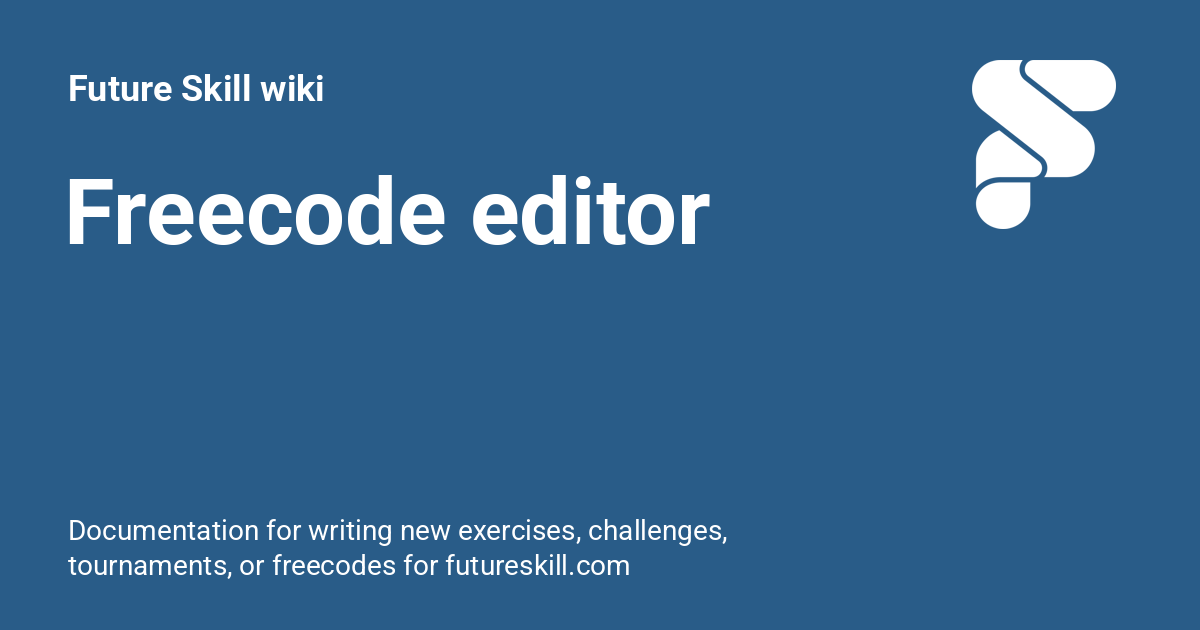 Future Skill wiki
Freecode editor
Documentation for writing new exercises, challenges,
tournaments, or freecodes for futureskill.com